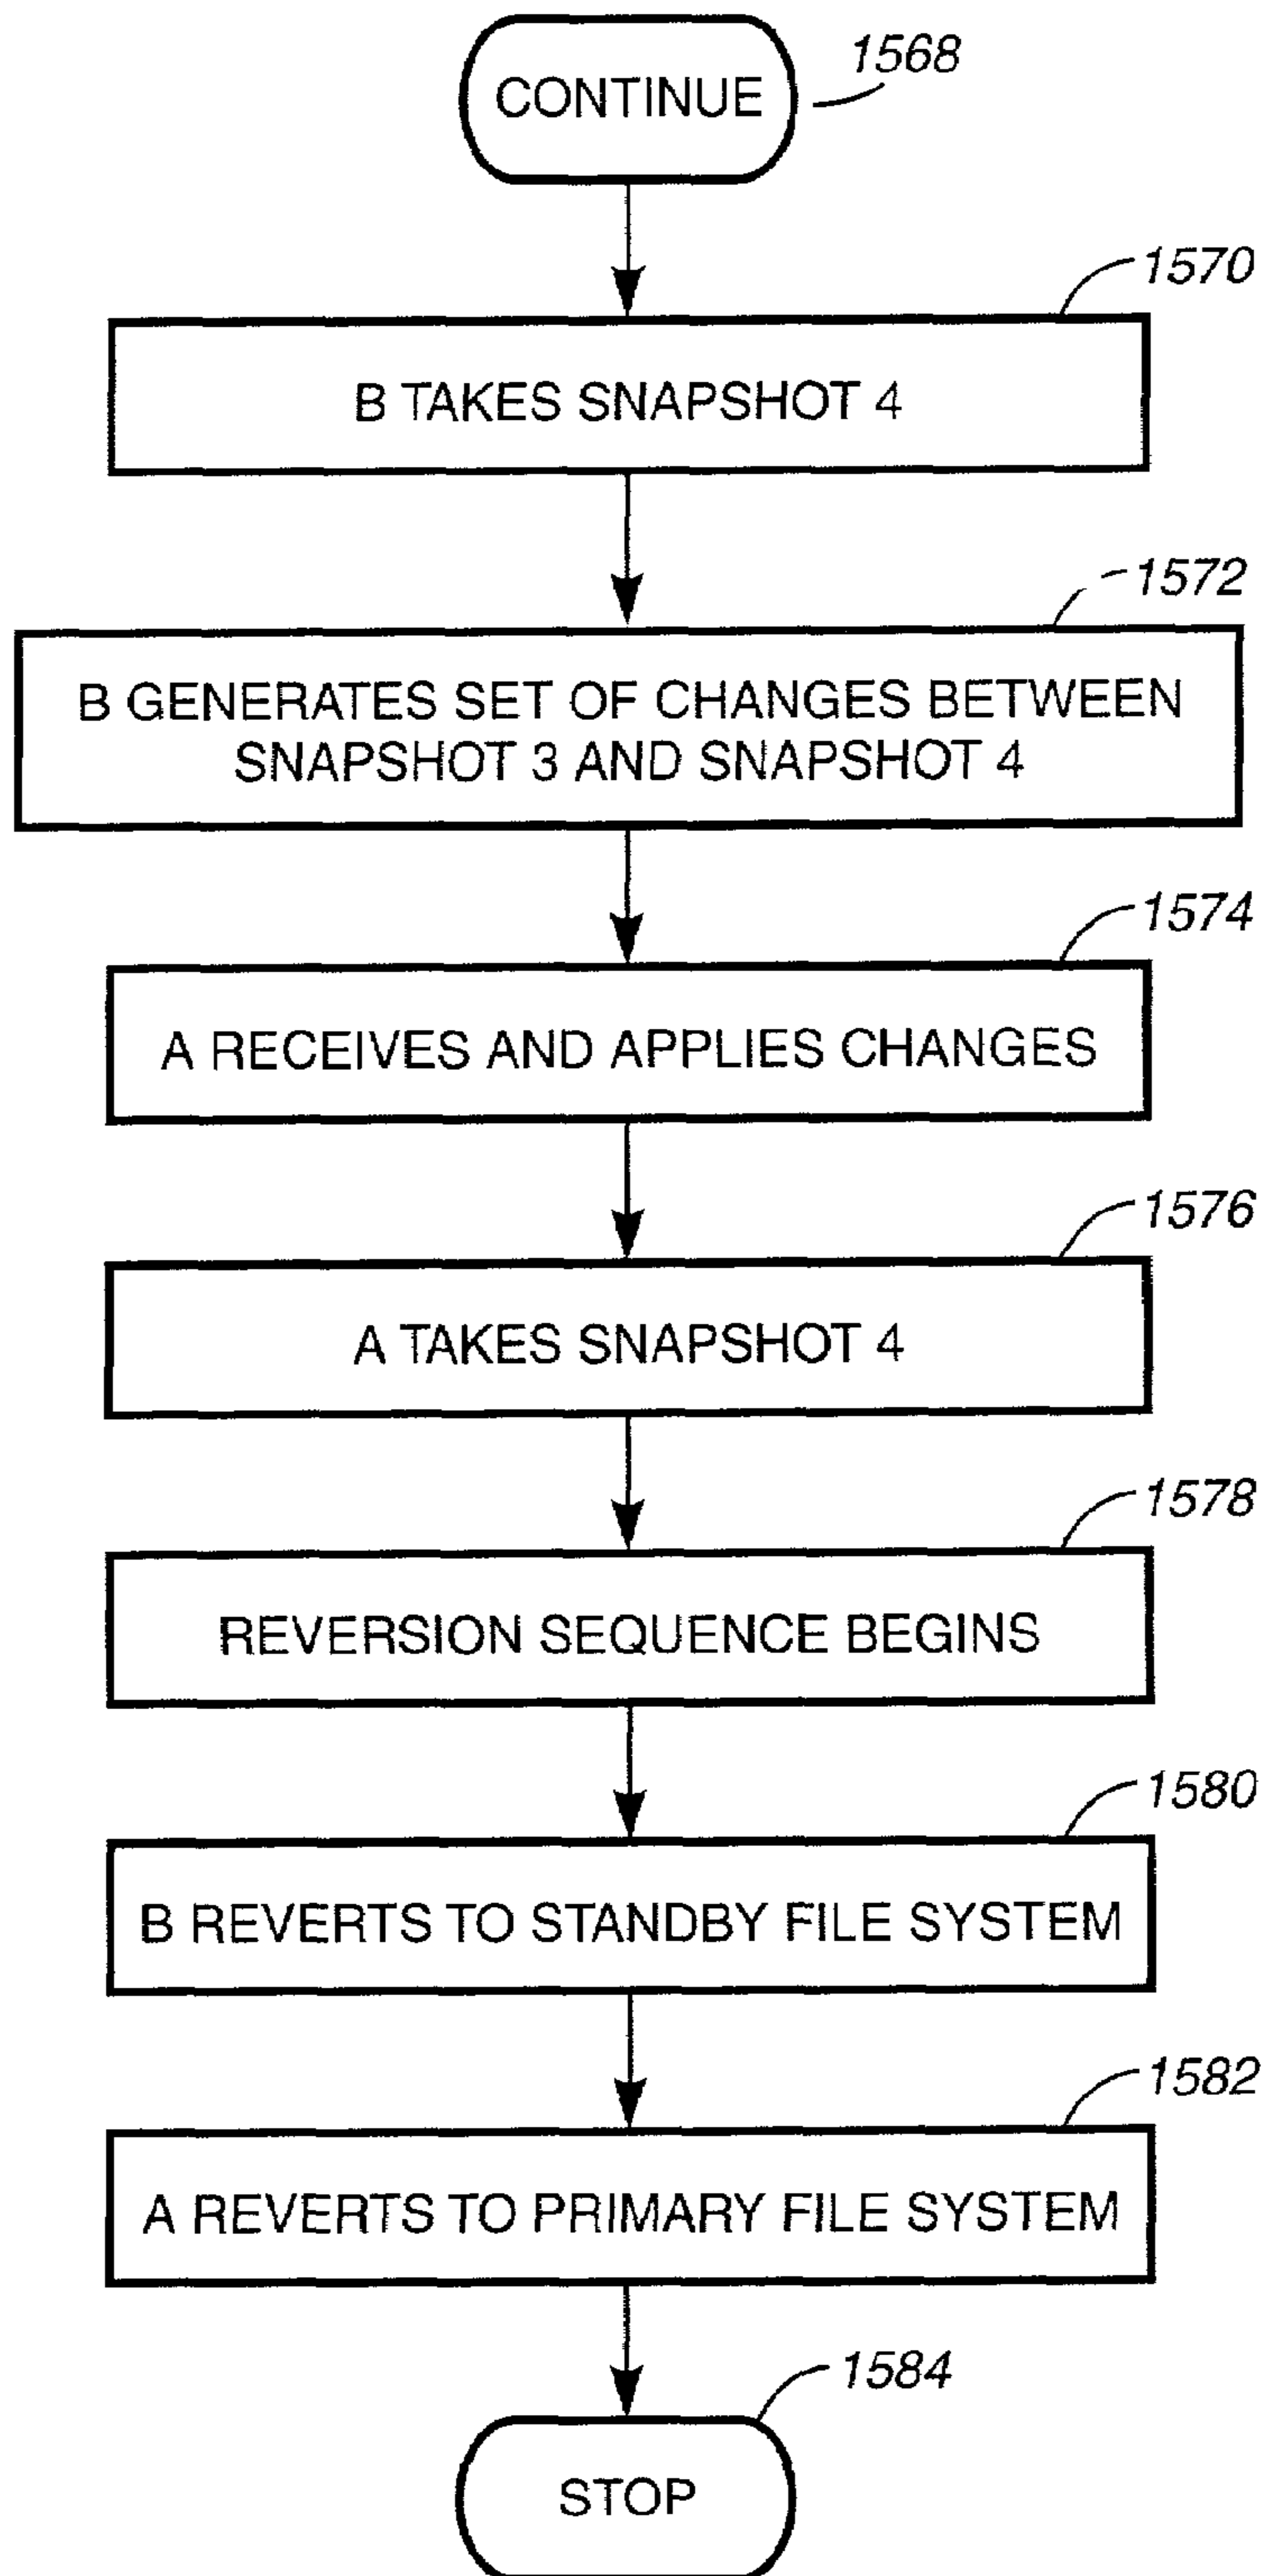 CONTINUE
1568
1570
B TAKES SNAPSHOT 4
1572
B GENERATES SET OF CHANGES BETWEEN
SNAPSHOT 3 AND SNAPSHOT 4
1574
A RECEIVES AND APPLIES CHANGES
1576
A TAKES SNAPSHOT 4
1578
REVERSION SEQUENCE BEGINS
1580
B REVERTS TO STANDBY FILE SYSTEM
1582
A REVERTS TO PRIMARY FILE SYSTEM
1584
STOP